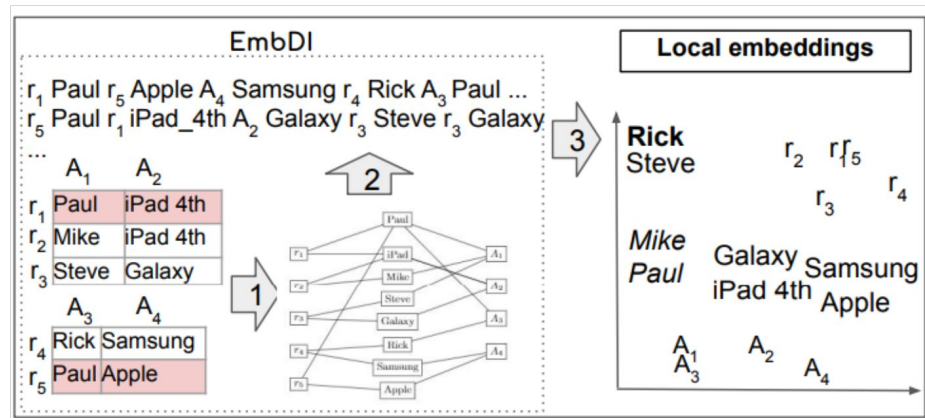 EmbDI
r₁ Paul r₅ Apple A₄ Samsung r₄ Rick A₃ Paul ...
r₅ Paul r₁ iPad_4th A₂ Galaxy r₃ Steve r₃ Galaxy
...
A₁ A₂
r₁ Paul iPad 4th
r₂ Mike iPad 4th
r₃ Steve Galaxy
A₃ A₄
r₄ Rick Samsung
r₅ Paul Apple
1
2
Paul
r₁ iPad A₁
Mike
r₂ A₂
Steve
r₃ Galaxy A₃
Rick
r₄ A₄
Samsung
r₅ Apple
3
Local embeddings
Rick
Steve
r₂ r₁ r₅
r₃ r₄
Mike
Paul
Galaxy Samsung
iPad 4th Apple
A₁ A₂
A₃ A₄